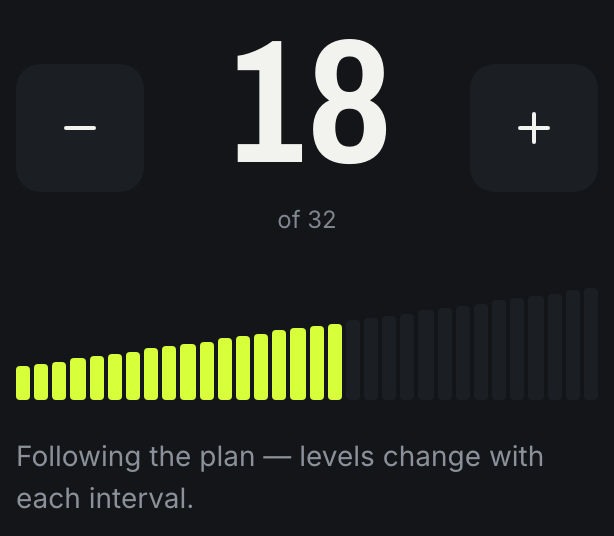 −
18
+
of 32
Following the plan — levels change with
each interval.